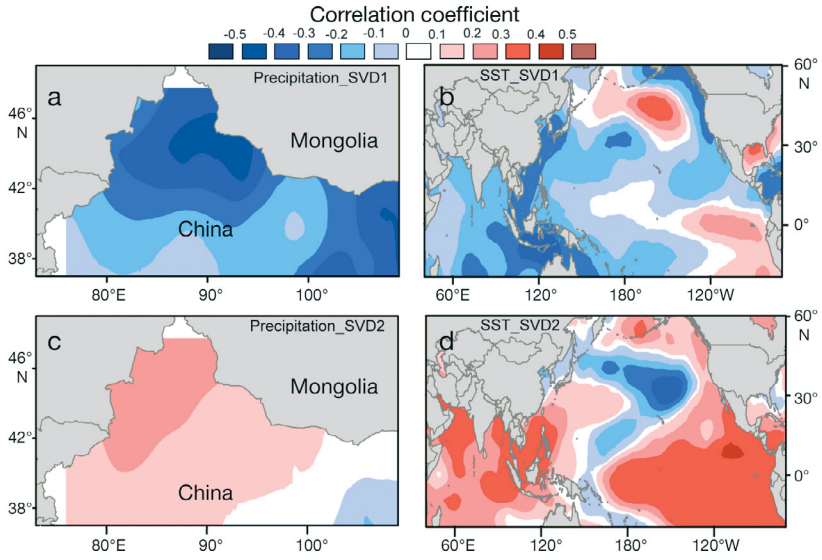 Correlation coefficient
-0.5 -0.4 -0.3 -0.2 -0.1 0 0.1 0.2 0.3 0.4 0.5
a Precipitation_SVD1
46°
N
42°
38°
Mongolia
China
80°E 90°E 100°E
b SST_SVD1
60°
N
30°
0°
60°E 120°E 180°E 120°W
c Precipitation_SVD2
46°
N
42°
38°
Mongolia
China
80°E 90°E 100°E
d SST_SVD2
60°
N
30°
0°
60°E 120°E 180°E 120°W